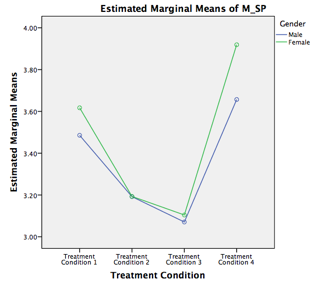 Estimated Marginal Means of M_SP
Gender
Male
Female
Estimated Marginal Means
4.00
3.80
3.60
3.40
3.20
3.00
Treatment Condition 1
Treatment Condition 2
Treatment Condition 3
Treatment Condition 4
Treatment Condition